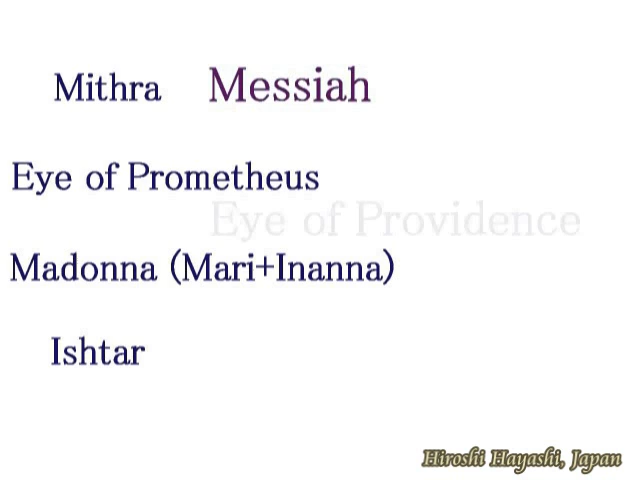 Mithra Messiah
Eye of Prometheus
Eye of Providence
Madonna (Mari+Inanna)
Ishtar
Hiroshi Hayashi, Japan